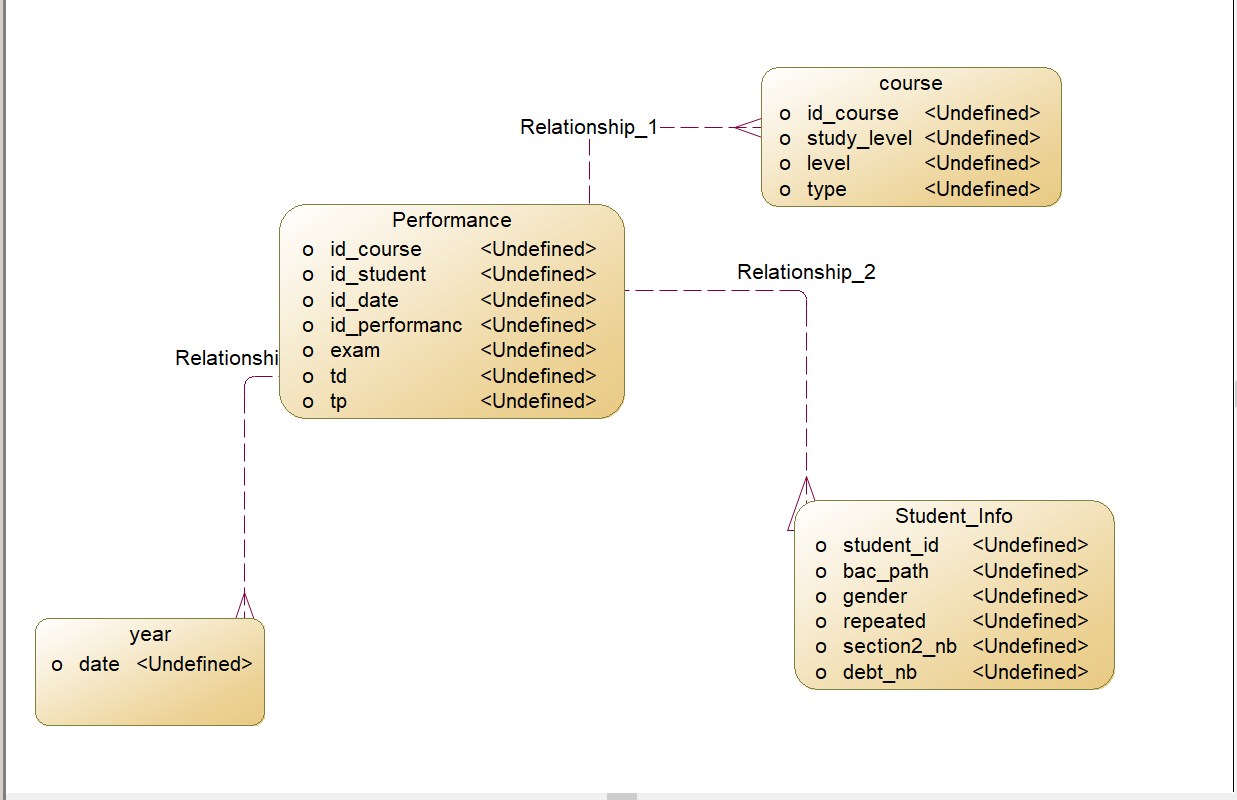 course
o id_course <Undefined>
o study_level <Undefined>
o level <Undefined>
o type <Undefined>
Relationship_1
Performance
o id_course <Undefined>
o id_student <Undefined>
o id_date <Undefined>
o id_performanc <Undefined>
o exam <Undefined>
o td <Undefined>
o tp <Undefined>
Relationship_2
Relationshi
Student_Info
o student_id <Undefined>
o bac_path <Undefined>
o gender <Undefined>
o repeated <Undefined>
o section2_nb <Undefined>
o debt_nb <Undefined>
year
o date <Undefined>